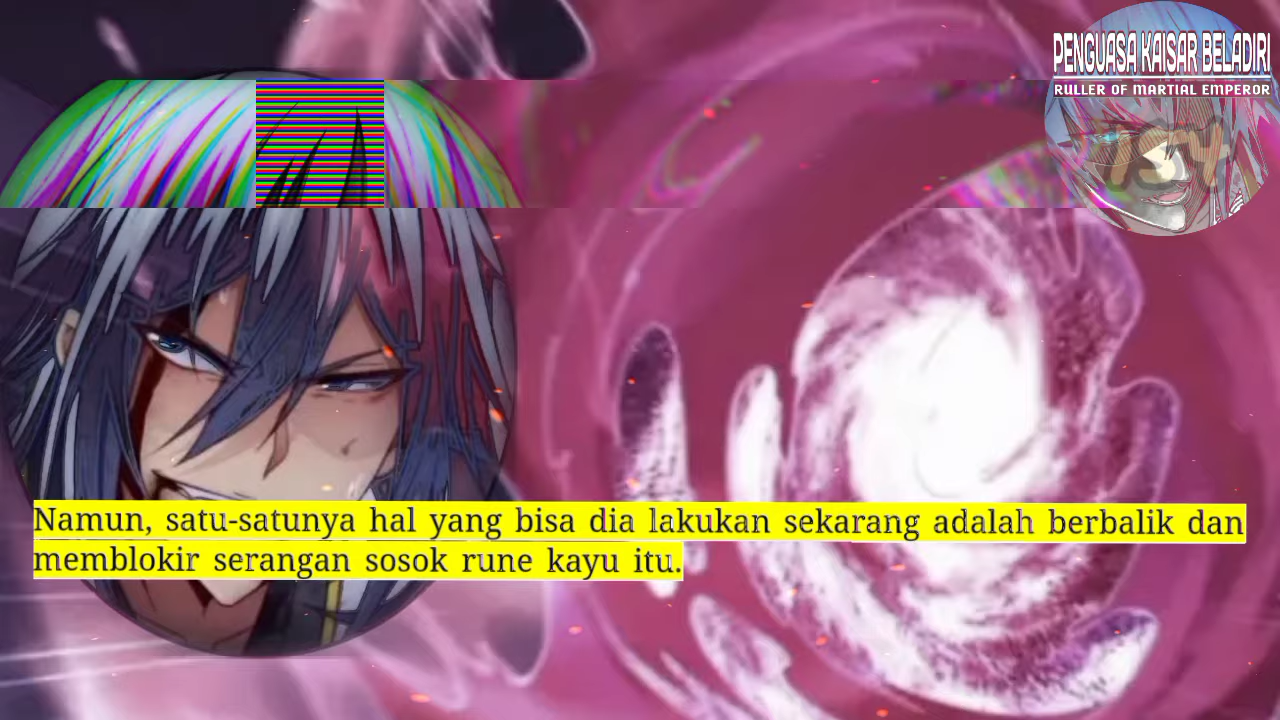 PENGUASA KAISAR BELADIRI
RULLER OF MARTIAL EMPEROR
Namun, satu-satunya hal yang bisa dia lakukan sekarang adalah berbalik dan
memblokir serangan sosok rune kayu itu.